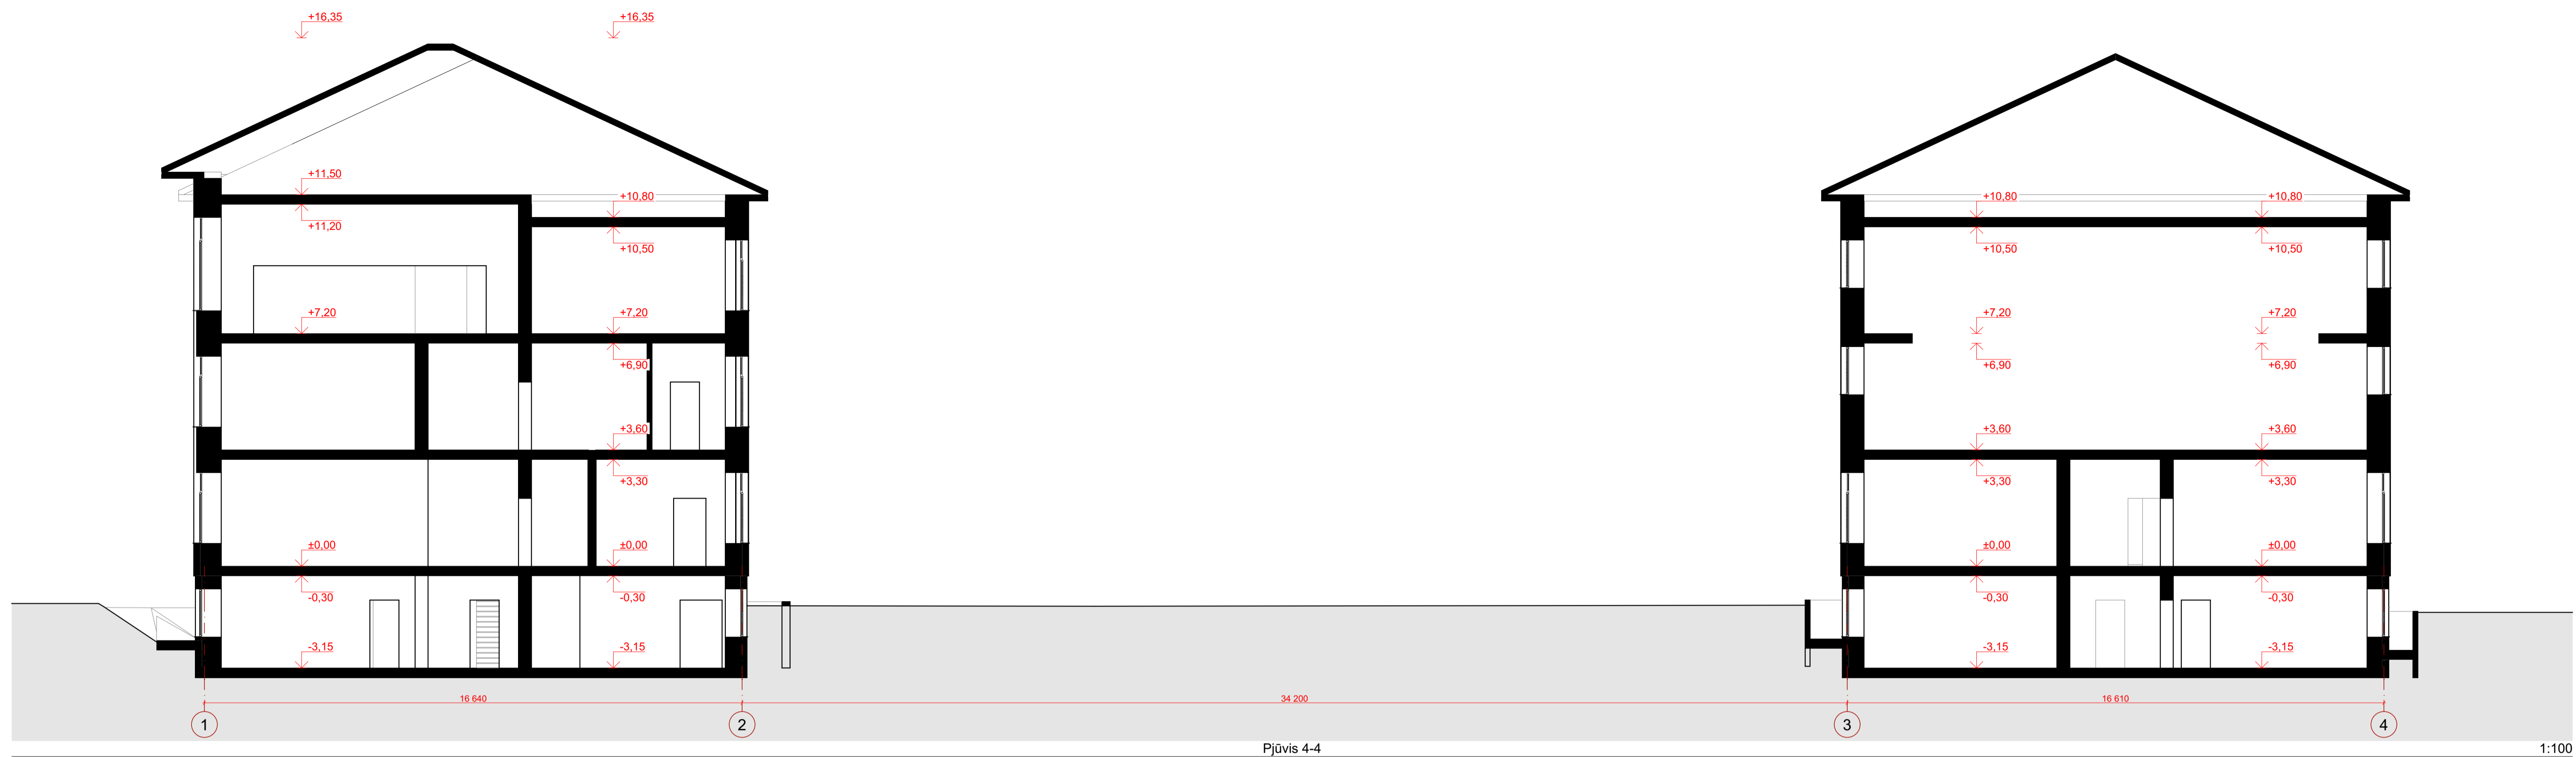 +16,35 +16,35
+11,50
+10,80 +10,80 +10,80
+11,20
+10,50 +10,50 +10,50
+7,20 +7,20 +7,20 +7,20
+6,90 +6,90 +6,90
+3,60 +3,60 +3,60
+3,30 +3,30 +3,30
±0,00 ±0,00 ±0,00 ±0,00
-0,30 -0,30 -0,30 -0,30
-3,15 -3,15 -3,15 -3,15
16 640 34 200 16 610
1 2 3 4
Pjūvis 4-4 1:100